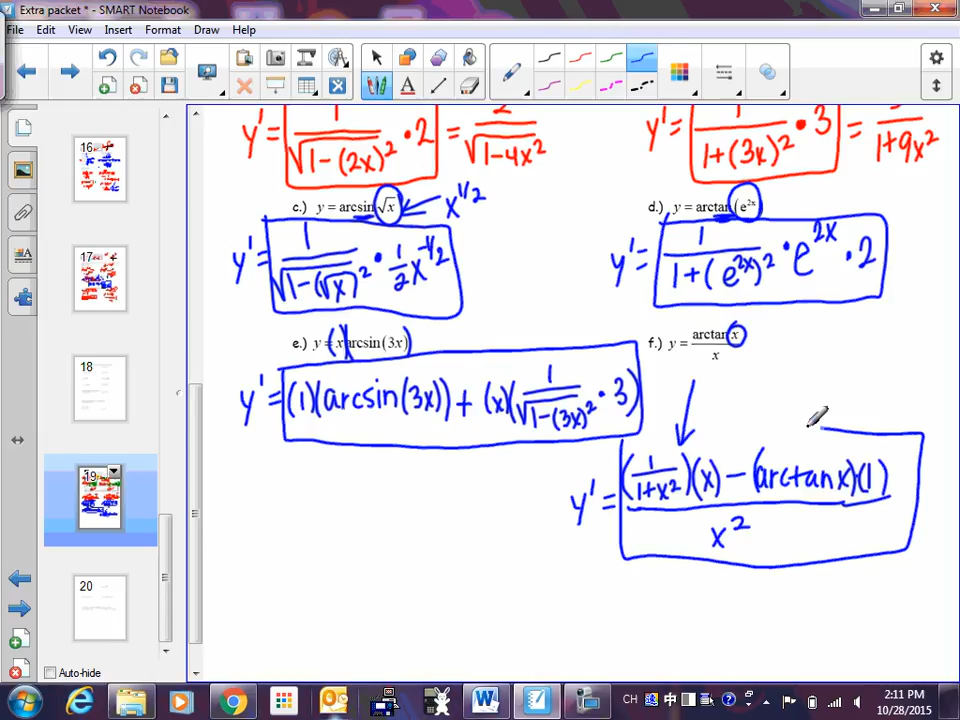 Extra packet * - SMART Notebook
File Edit View Insert Format Draw Help
16
17
18
19
20
Auto-hide
y' = 1/√(1-(2x)²) • 2 = 2/√(1-4x²)
y' = 1/(1+(3x)²) • 3 = 3/(1+9x²)
c.) y = arcsin √x x^1/2
d.) y = arctan (e^2x)
y' = 1/√(1-(√x)²) • 1/2 x^-1/2
y' = 1/(1+(e^2x)²) • e^2x • 2
e.) y = x arcsin (3x)
f.) y = arctan x / x
y' = (1)(arcsin(3x)) + (x)(1/√(1-(3x)²) • 3)
y' = ((1/(1+x²))(x) - (arctan x)(1)) / x²
CH 中
2:11 PM
10/28/2015